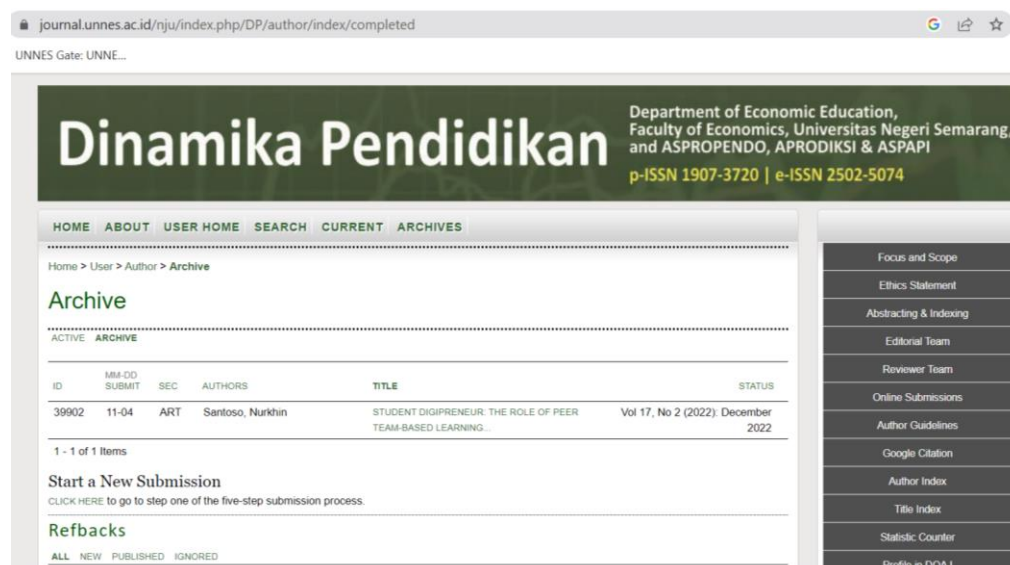 journal.unnes.ac.id/nju/index.php/DP/author/index/completed
UNNES Gate: UNNE...
Dinamika Pendidikan
Department of Economic Education,
Faculty of Economics, Universitas Negeri Semarang,
and ASPROPENDO, APRODIKSI & ASPAPI
p-ISSN 1907-3720 | e-ISSN 2502-5074
HOME ABOUT USER HOME SEARCH CURRENT ARCHIVES
Home > User > Author > Archive
Archive
ACTIVE ARCHIVE
ID MM-DD SUBMIT SEC AUTHORS TITLE STATUS
39902 11-04 ART Santoso, Nurkhin STUDENT DIGIPRENEUR: THE ROLE OF PEER TEAM-BASED LEARNING... Vol 17, No 2 (2022): December 2022
1 - 1 of 1 Items
Start a New Submission
CLICK HERE to go to step one of the five-step submission process.
Refbacks
ALL NEW PUBLISHED IGNORED
Focus and Scope
Ethics Statement
Abstracting & Indexing
Editorial Team
Reviewer Team
Online Submissions
Author Guidelines
Google Citation
Author Index
Title Index
Statistic Counter
Profile in DOAJ